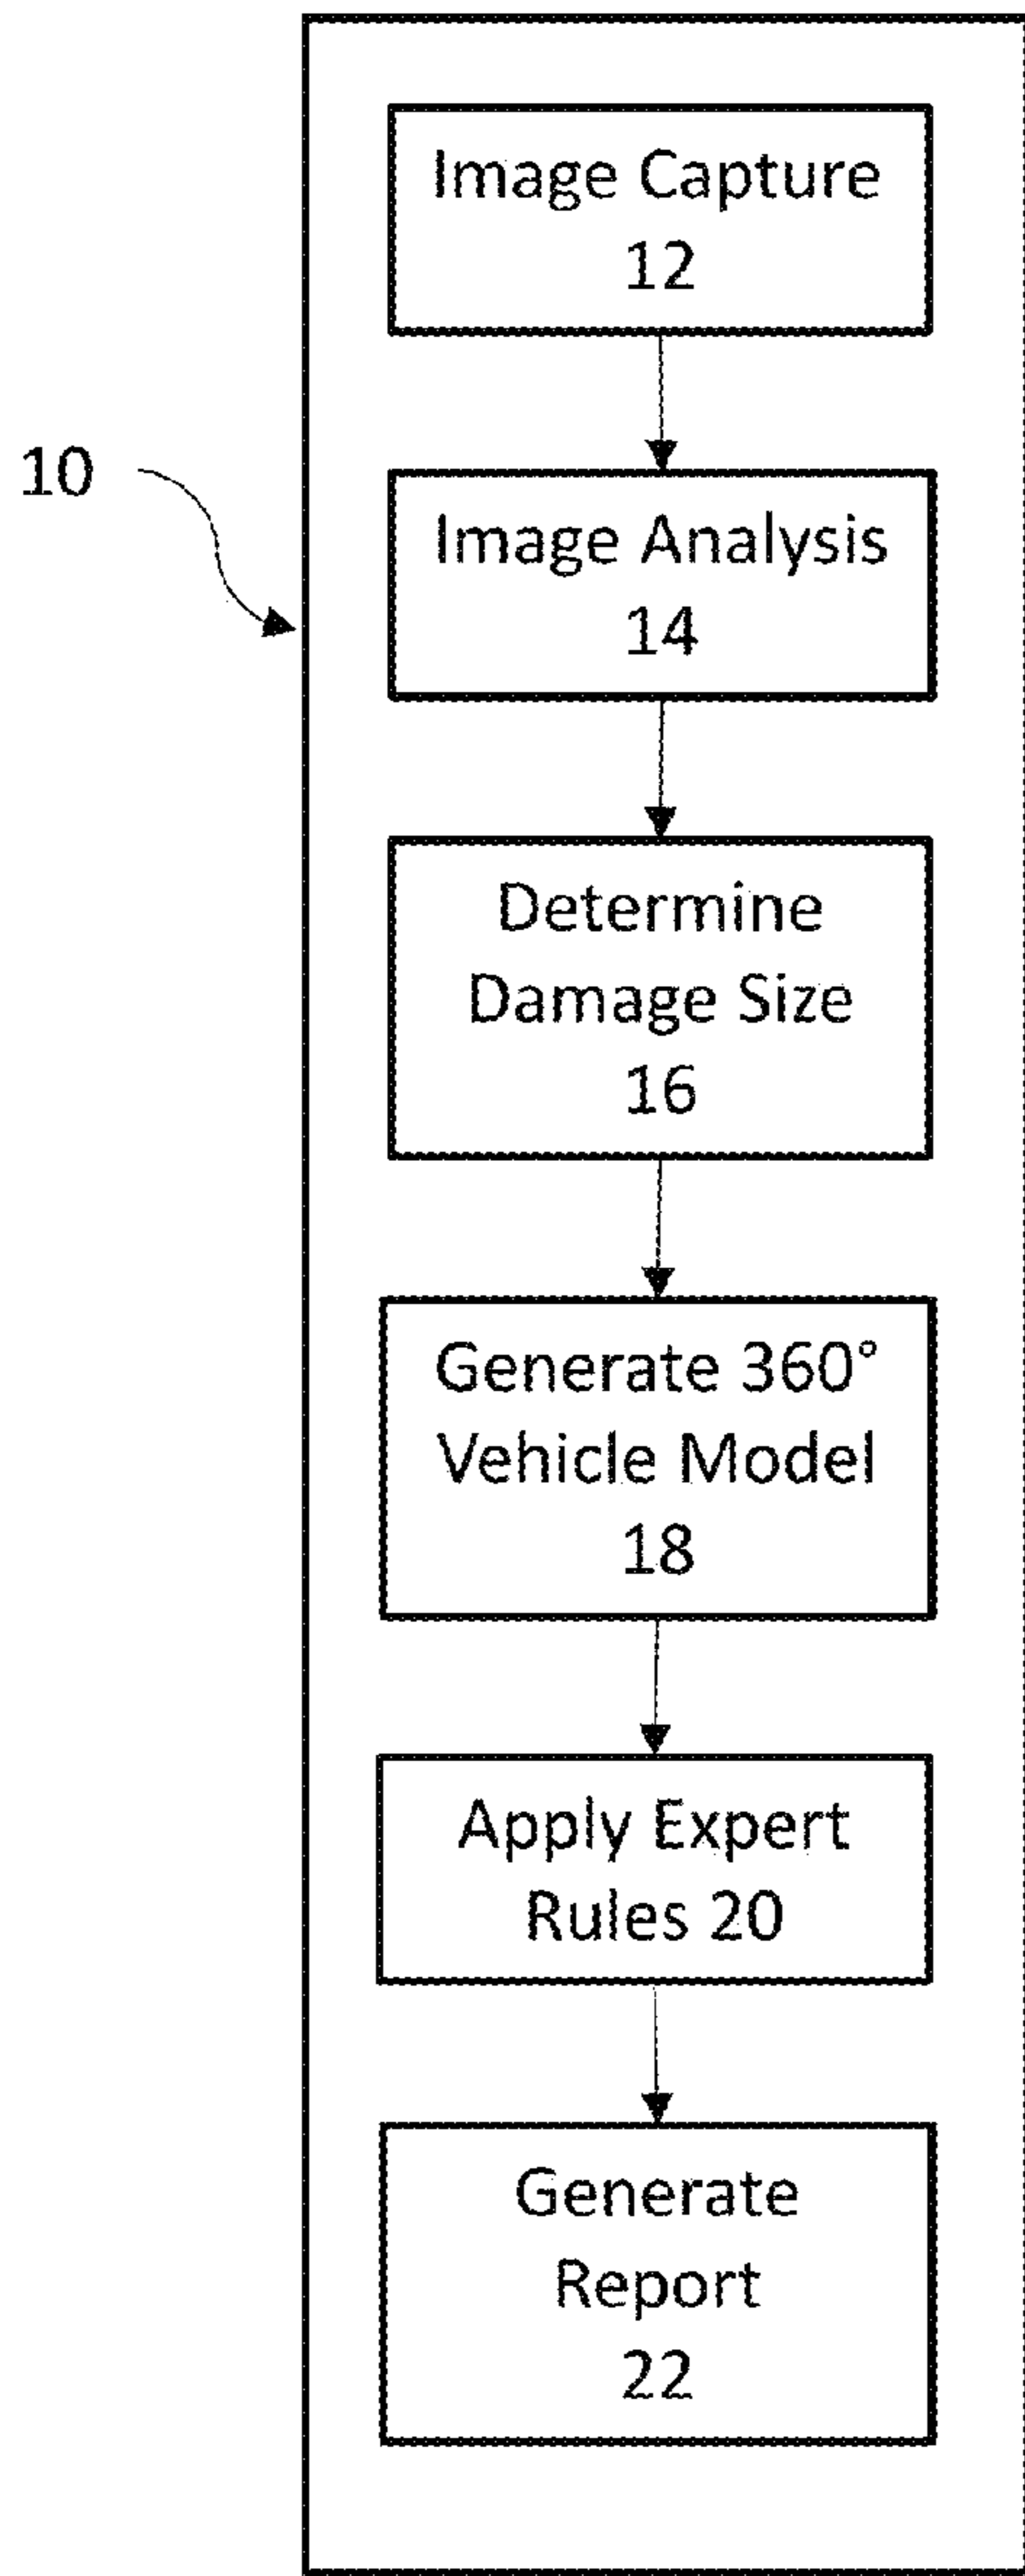 Image Capture
12
10
Image Analysis
14
Determine
Damage Size
16
Generate 360°
Vehicle Model
18
Apply Expert
Rules 20
Generate
Report
22